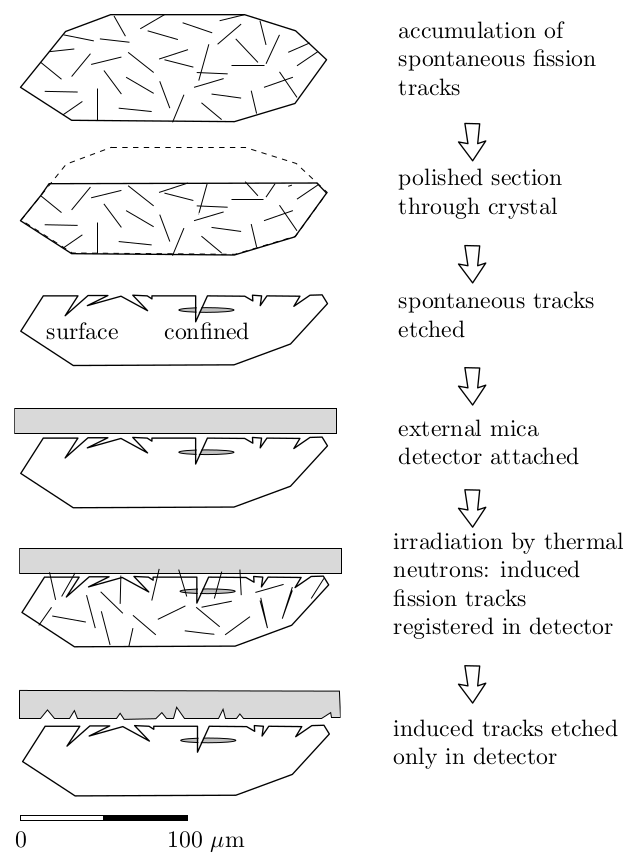 accumulation of
spontaneous fission
tracks
polished section
through crystal
spontaneous tracks
etched
surface
confined
external mica
detector attached
irradiation by thermal
neutrons: induced
fission tracks
registered in detector
induced tracks etched
only in detector
0
100 μm